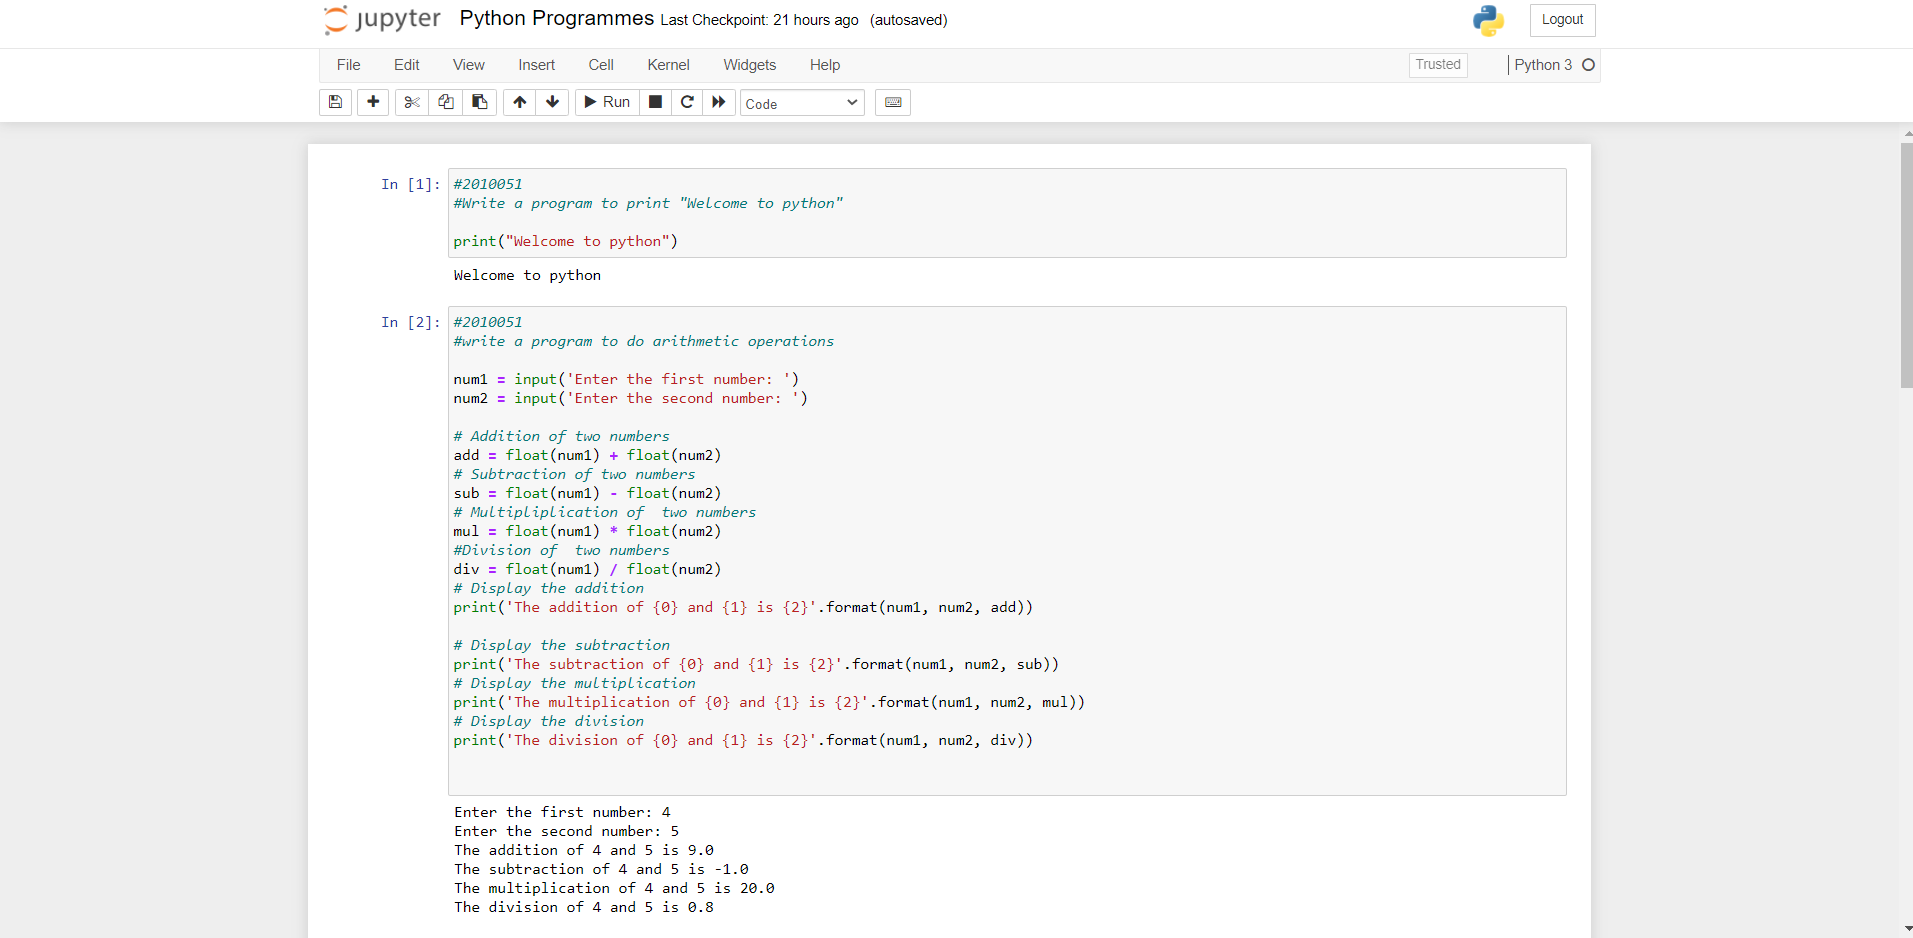 jupyter Python Programmes Last Checkpoint: 21 hours ago (autosaved) Logout
File Edit View Insert Cell Kernel Widgets Help Trusted Python 3
Run Code
In [1]: #2010051
#Write a program to print "Welcome to python"
print("Welcome to python")
Welcome to python
In [2]: #2010051
#write a program to do arithmetic operations
num1 = input('Enter the first number: ')
num2 = input('Enter the second number: ')
# Addition of two numbers
add = float(num1) + float(num2)
# Subtraction of two numbers
sub = float(num1) - float(num2)
# Multipliplication of  two numbers
mul = float(num1) * float(num2)
#Division of  two numbers
div = float(num1) / float(num2)
# Display the addition
print('The addition of {0} and {1} is {2}'.format(num1, num2, add))
# Display the subtraction
print('The subtraction of {0} and {1} is {2}'.format(num1, num2, sub))
# Display the multiplication
print('The multiplication of {0} and {1} is {2}'.format(num1, num2, mul))
# Display the division
print('The division of {0} and {1} is {2}'.format(num1, num2, div))
Enter the first number: 4
Enter the second number: 5
The addition of 4 and 5 is 9.0
The subtraction of 4 and 5 is -1.0
The multiplication of 4 and 5 is 20.0
The division of 4 and 5 is 0.8